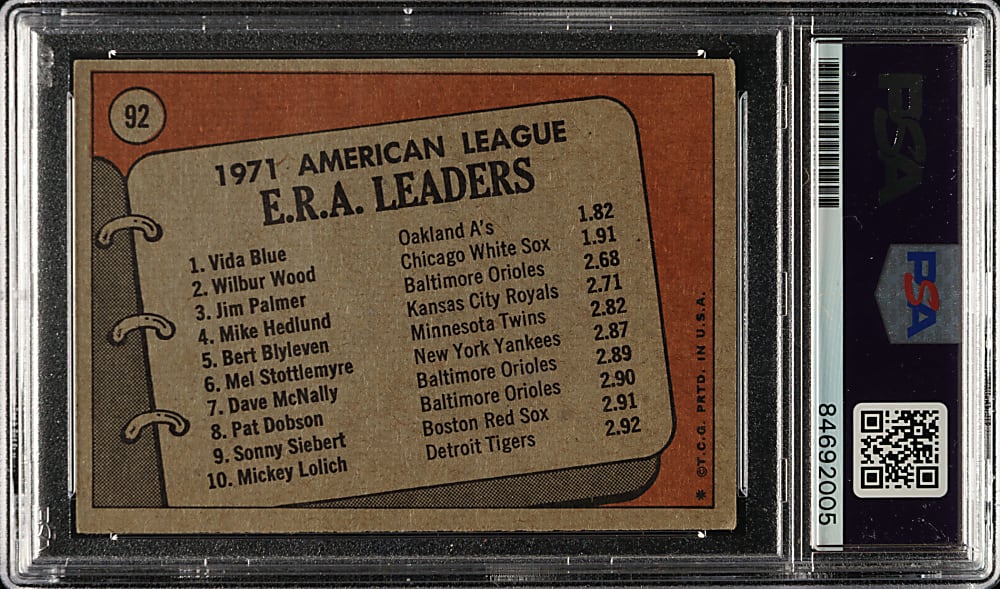 92
1971 AMERICAN LEAGUE
E.R.A. LEADERS
1. Vida Blue Oakland A's 1.82
2. Wilbur Wood Chicago White Sox 1.91
3. Jim Palmer Baltimore Orioles 2.68
4. Mike Hedlund Kansas City Royals 2.71
5. Bert Blyleven Minnesota Twins 2.82
6. Mel Stottlemyre New York Yankees 2.87
7. Dave McNally Baltimore Orioles 2.89
8. Pat Dobson Baltimore Orioles 2.90
9. Sonny Siebert Boston Red Sox 2.91
10. Mickey Lolich Detroit Tigers 2.92
* ©T.C.G. PRTD. IN U.S.A.
PSA
PSA
84692005